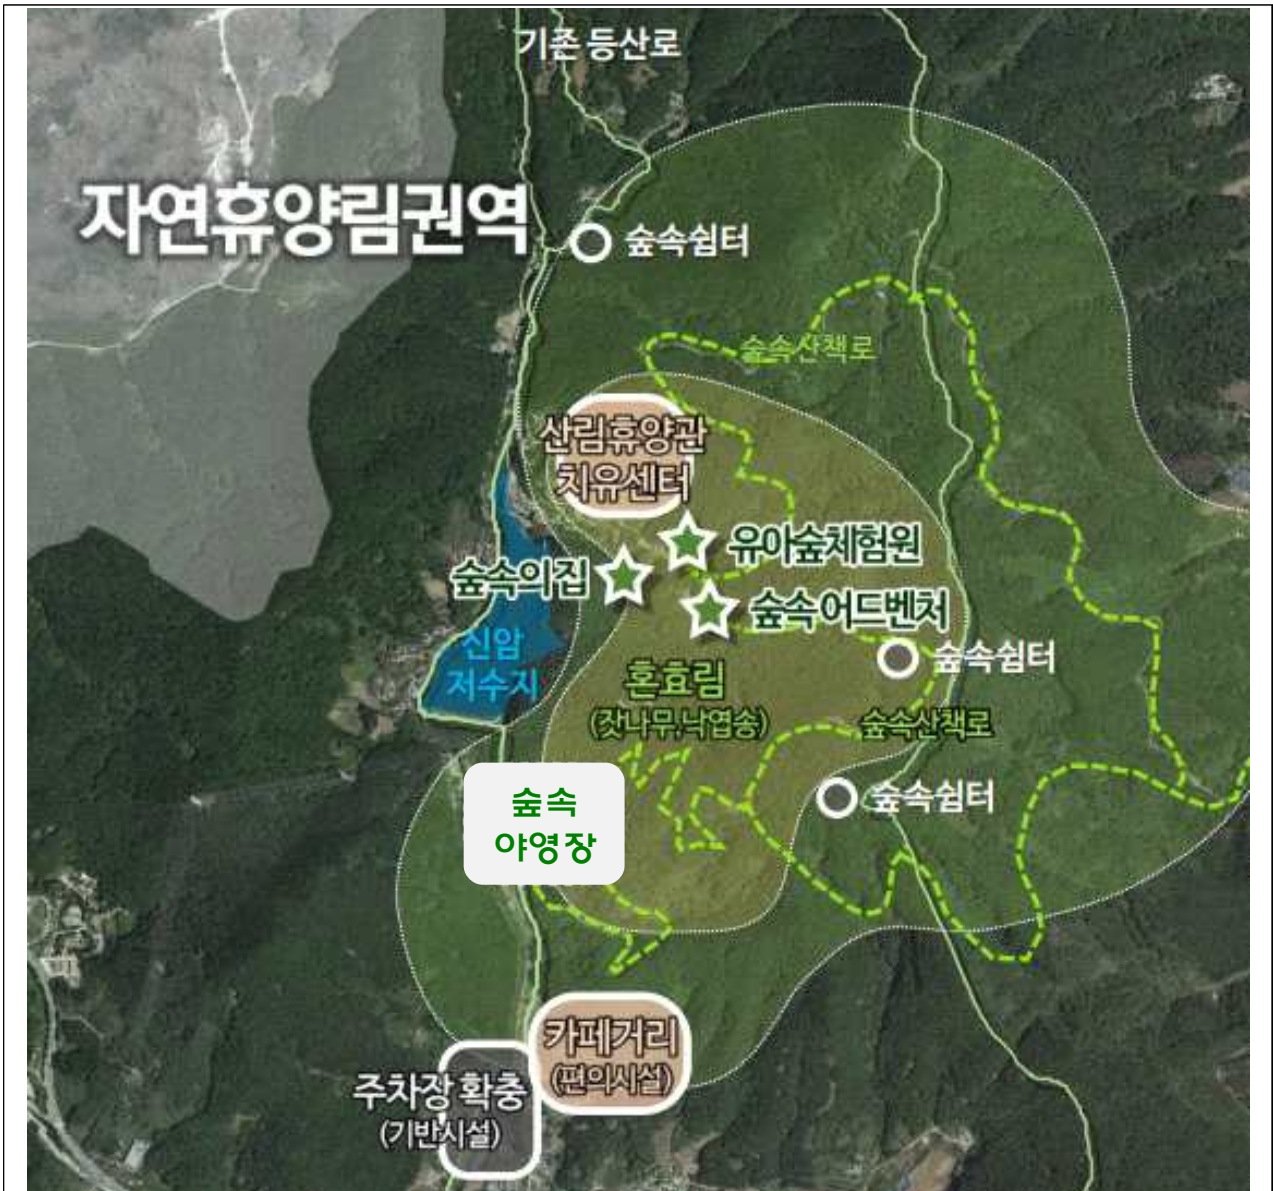 기존 등산로
자연휴양림권역
숲속쉼터
숲속산책로
산림휴양관
치유센터
유아숲체험원
숲속의집
숲속어드벤처
신암
저수지
숲속쉼터
혼효림
(잣나무,낙엽송)
숲속산책로
숲속쉼터
숲속
야영장
카페거리
(편의시설)
주차장 확충
(기반시설)